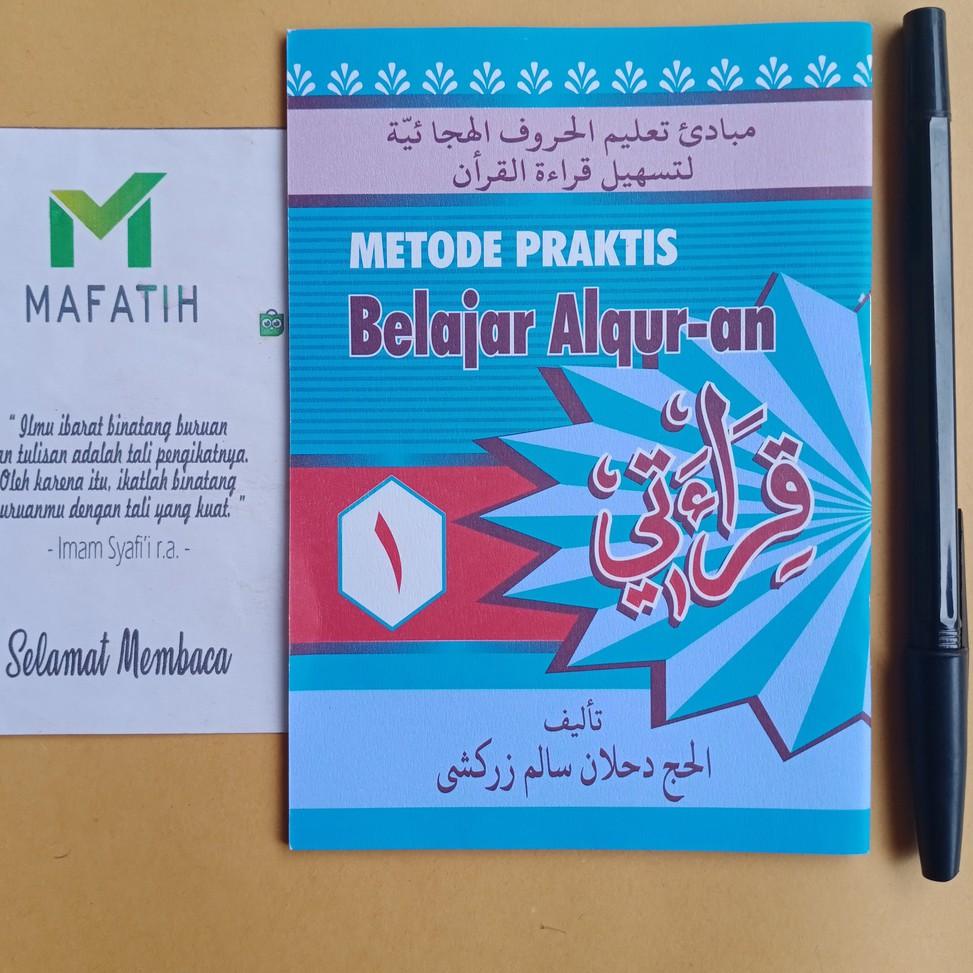 MAFATIH
" Ilmu ibarat binatang buruan
an tulisan adalah tali pengikatnya.
Oleh karena itu, ikatlah binatang
uruanmu dengan tali yang kuat. "
- Imam Syafi'i r.a. -
Selamat Membaca
مبادئ تعليم الحروف الهجائيّة
لتسهيل قراءة القرأن
METODE PRAKTIS
Belajar Alqur-an
قِرَاءَتِيْ
١
تأليف
الحج دحلان سالم زركشى